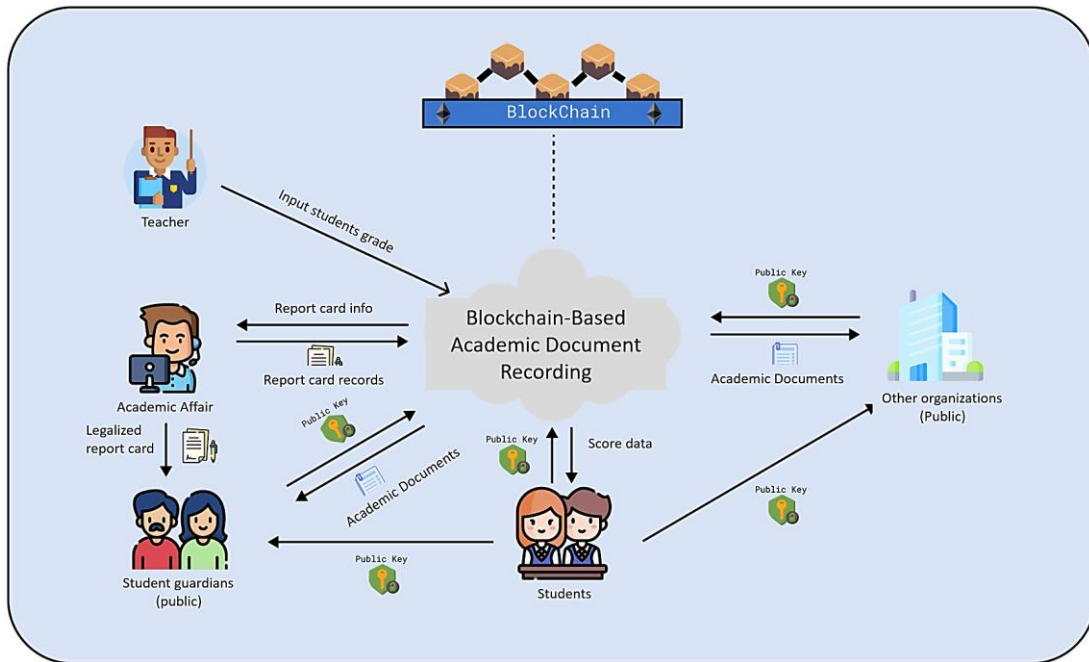 BlockChain
Teacher
Input students grade
Public Key
Report card info
Blockchain-Based
Academic Document
Recording
Report card records
Academic Documents
Academic Affair
Other organizations
(Public)
Legalized
report card
Public Key
Academic Documents
Public Key
Score data
Public Key
Student guardians
(public)
Public Key
Students